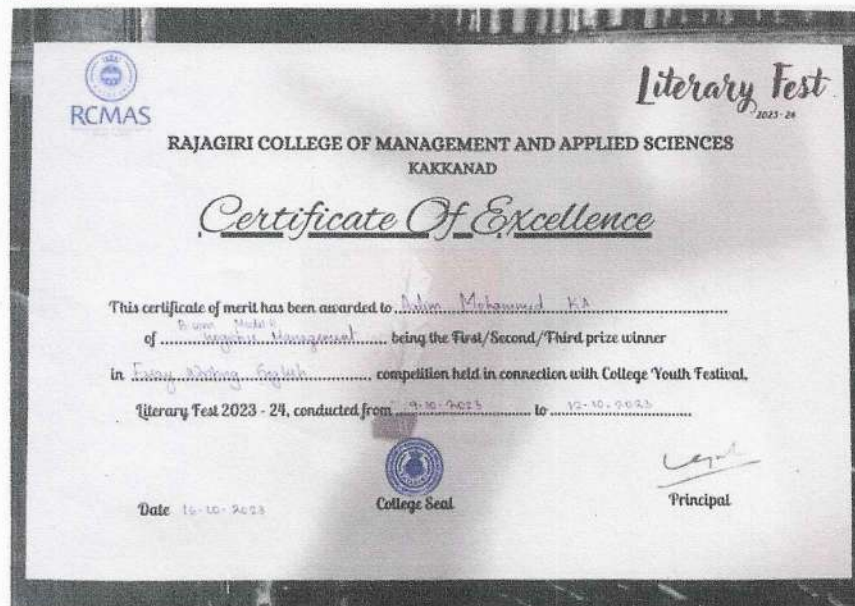 RCMAS
Literary Fest
2023-24
RAJAGIRI COLLEGE OF MANAGEMENT AND APPLIED SCIENCES
KAKKANAD
Certificate Of Excellence
This certificate of merit has been awarded to Mohammed KA
B.com Model II
of Management being the First/Second/Third prize winner
in Essay Writing English competition held in connection with College Youth Festival,
Literary Fest 2023 - 24, conducted from 9-10-2023 to 12-10-2023
College Seal
Principal
Date 16-10-2023